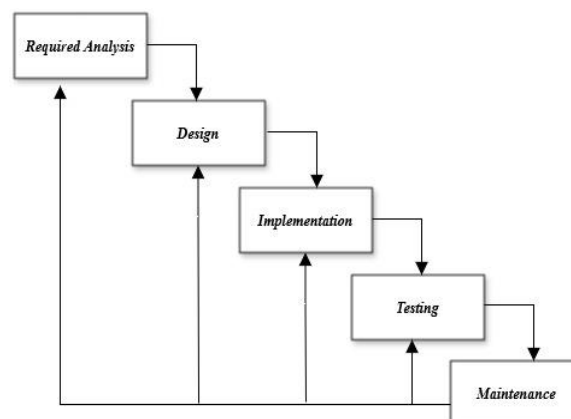 Required Analysis
Design
Implementation
Testing
Maintenance